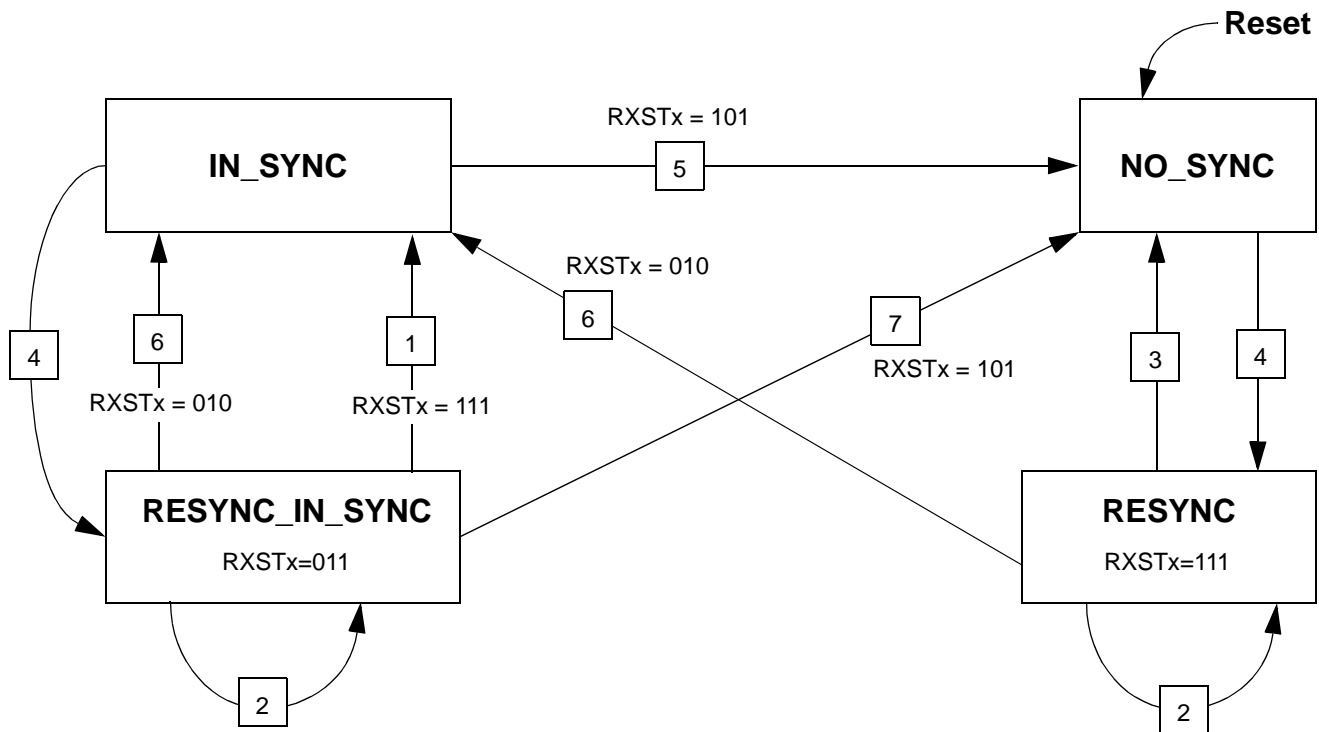 Reset
RXSTx = 101
IN_SYNC
5
NO_SYNC
RXSTx = 010
6
7
RXSTx = 101
4
6
1
3
4
RXSTx = 010
RXSTx = 111
RESYNC_IN_SYNC
RXSTx=011
RESYNC
RXSTx=111
2
2